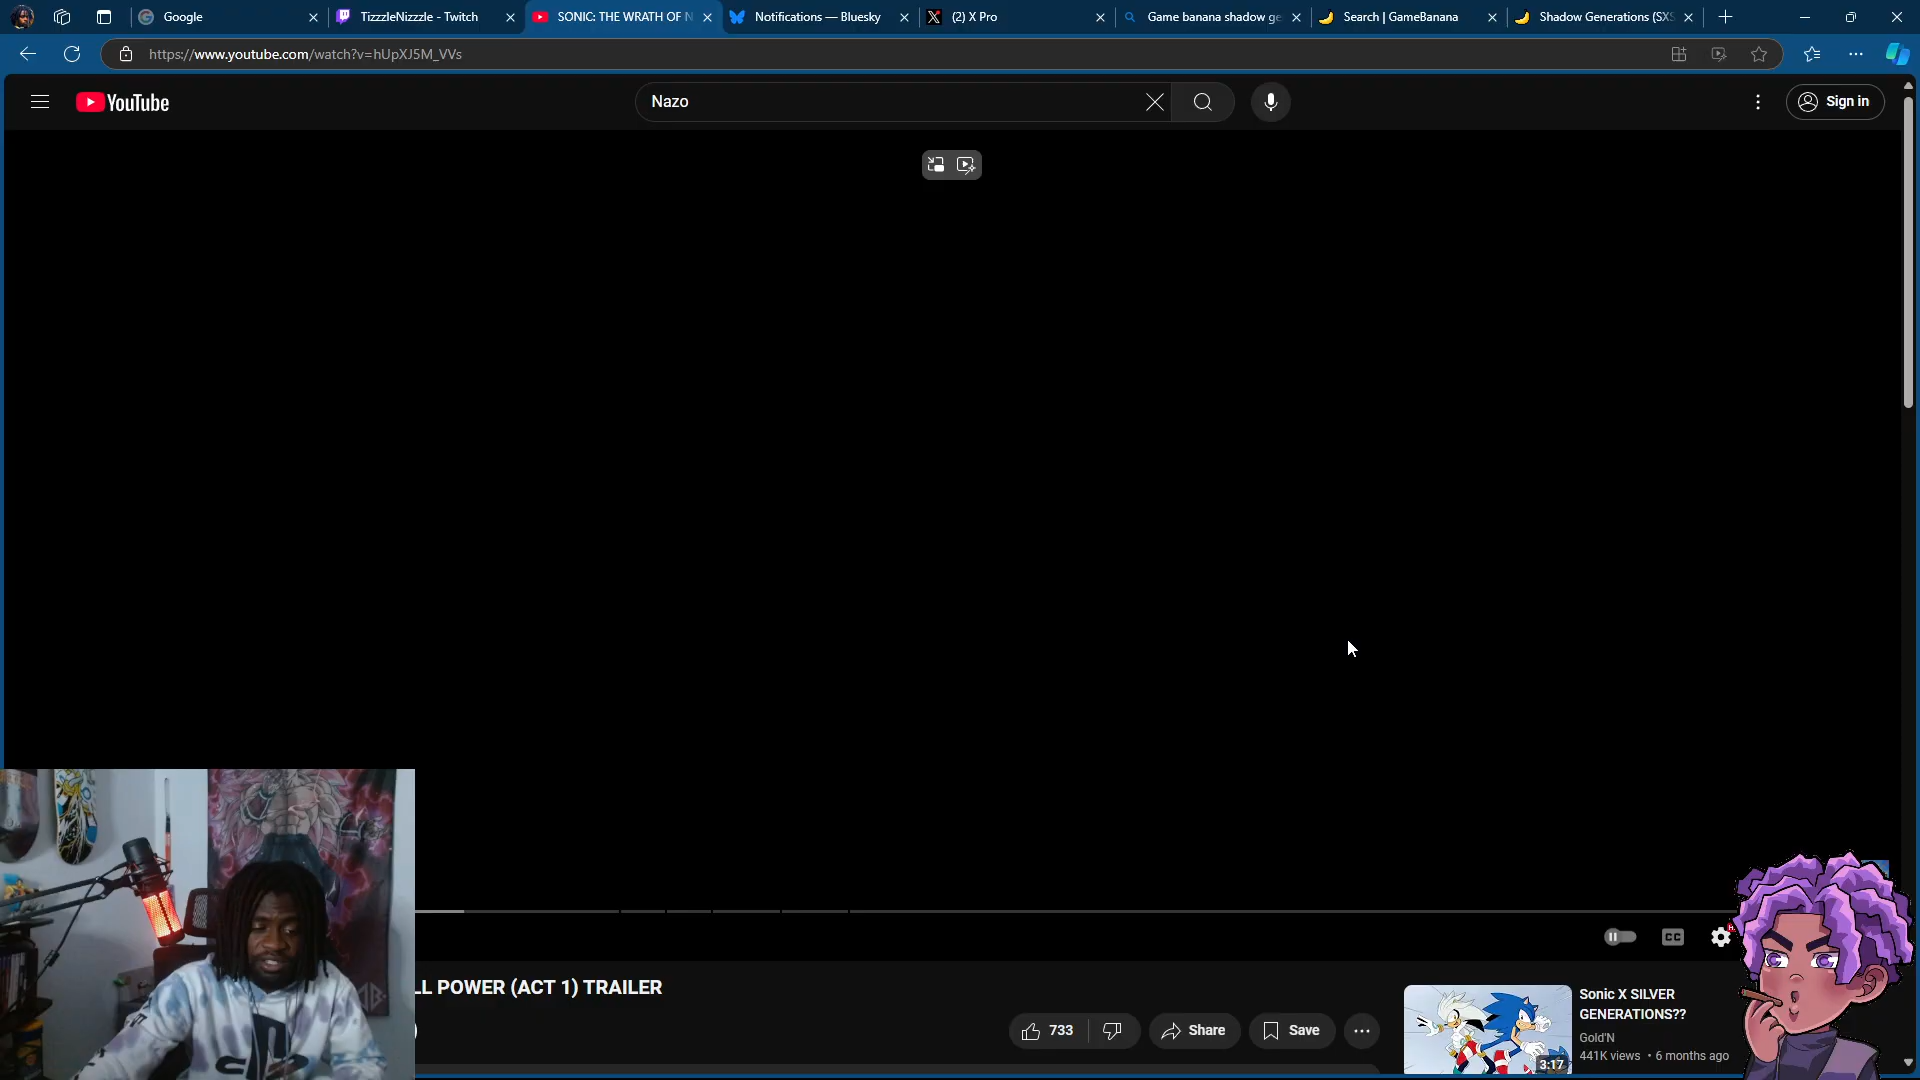 Google
TizzleNizzle - Twitch
SONIC: THE WRATH OF N
Notifications — Bluesky
(2) X Pro
Game banana shadow ge
Search | GameBanana
Shadow Generations (SXS
https://www.youtube.com/watch?v=hUpXJ5M_VVs
YouTube
Nazo
Sign in
CC
LL POWER (ACT 1) TRAILER
733
Share
Save
Sonic X SILVER
GENERATIONS??
Gold'N
441K views • 6 months ago
3:17